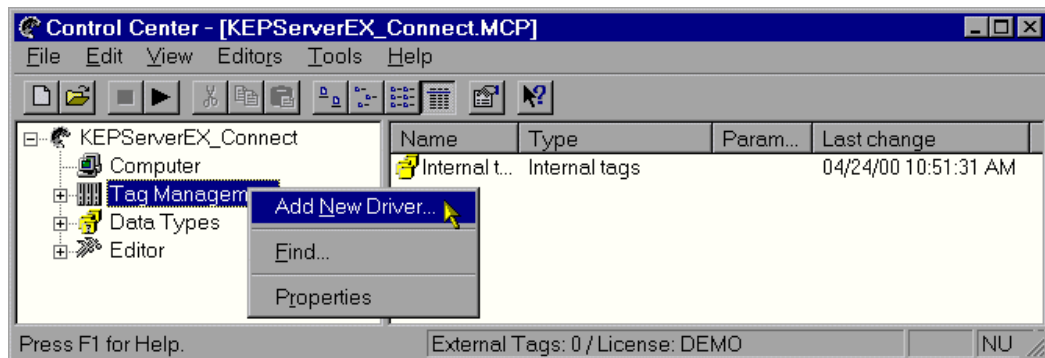 Control Center - [KEPServerEX_Connect.MCP]
File Edit View Editors Tools Help
KEPServerEX_Connect
Computer
Tag Managem
Data Types
Editor
Name Type Param... Last change
Internal t... Internal tags 04/24/00 10:51:31 AM
Add New Driver...
Find...
Properties
Press F1 for Help. External Tags: 0 / License: DEMO NU